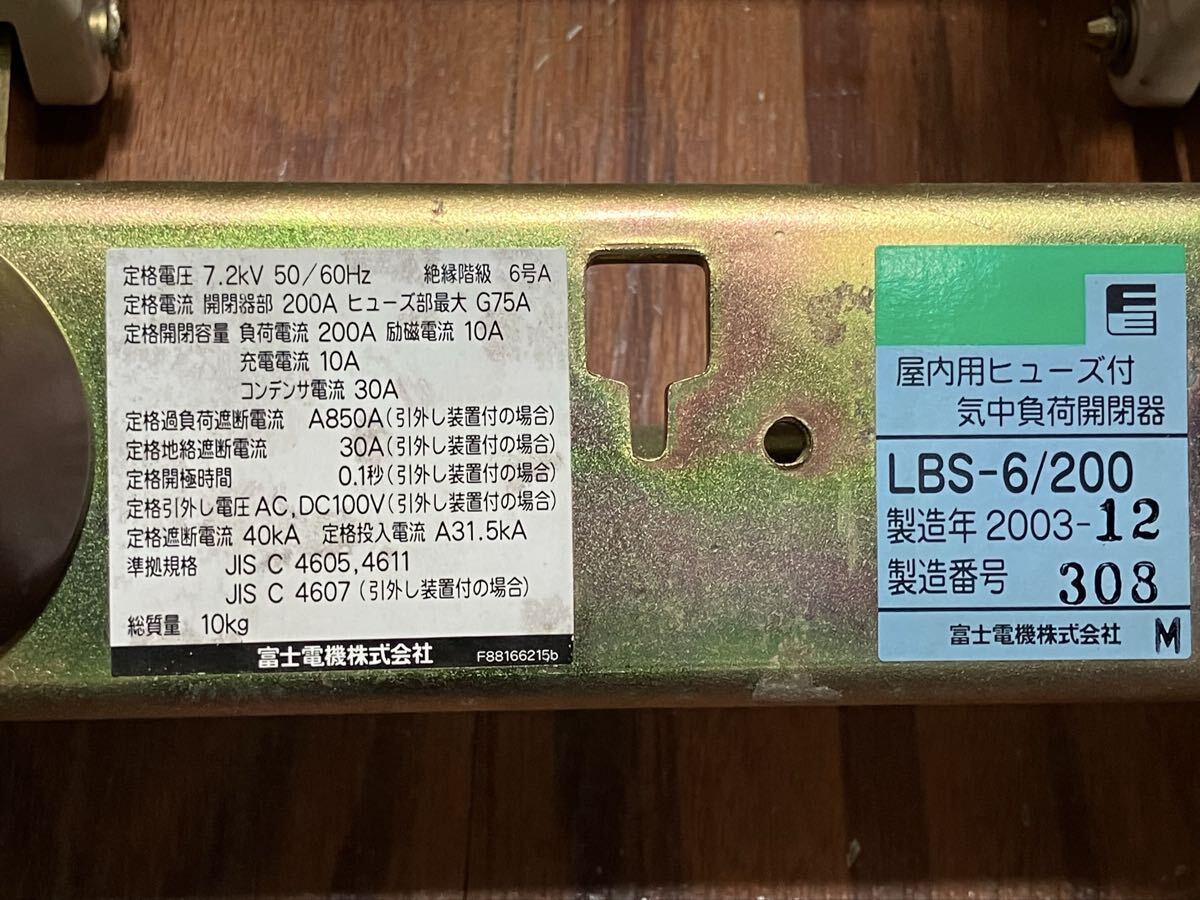 定格電圧 7.2kV 50/60Hz 絶縁階級 6号A
定格電流 開閉器部 200A ヒューズ部最大 G75A
定格開閉容量 負荷電流 200A 励磁電流 10A
充電電流 10A
コンデンサ電流 30A
定格過負荷遮断電流 A850A(引外し装置付の場合)
定格地絡遮断電流 30A(引外し装置付の場合)
定格開極時間 0.1秒(引外し装置付の場合)
定格引外し電圧 AC,DC100V(引外し装置付の場合)
定格遮断電流 40kA 定格投入電流 A31.5kA
準拠規格 JIS C 4605,4611
JIS C 4607 (引外し装置付の場合)
総質量 10kg
富士電機株式会社 F88166215b
屋内用ヒューズ付
気中負荷開閉器
LBS-6/200
製造年 2003-12
製造番号 308
富士電機株式会社 M